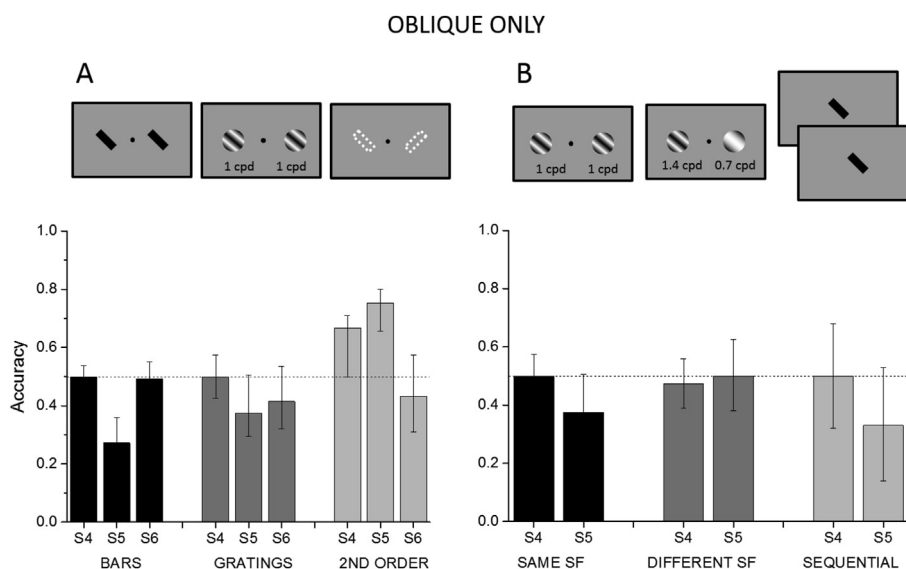 OBLIQUE ONLY
A
1 cpd 1 cpd
B
1 cpd 1 cpd
1.4 cpd 0.7 cpd
Accuracy
1.0
0.8
0.6
0.4
0.2
0.0
S4 S5 S6 S4 S5 S6 S4 S5 S6
BARS GRATINGS 2ND ORDER
1.0
0.8
0.6
0.4
0.2
0.0
S4 S5 S4 S5 S4 S5
SAME SF DIFFERENT SF SEQUENTIAL